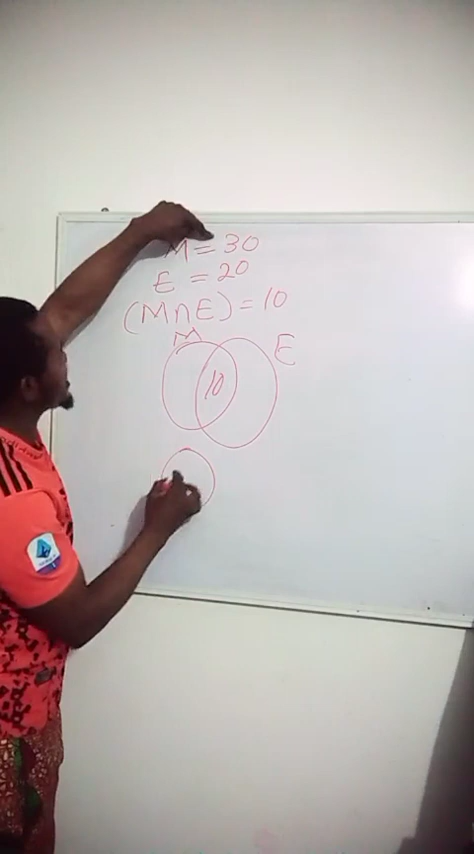 M = 30
E = 20
(M∩E) = 10
M
E
10